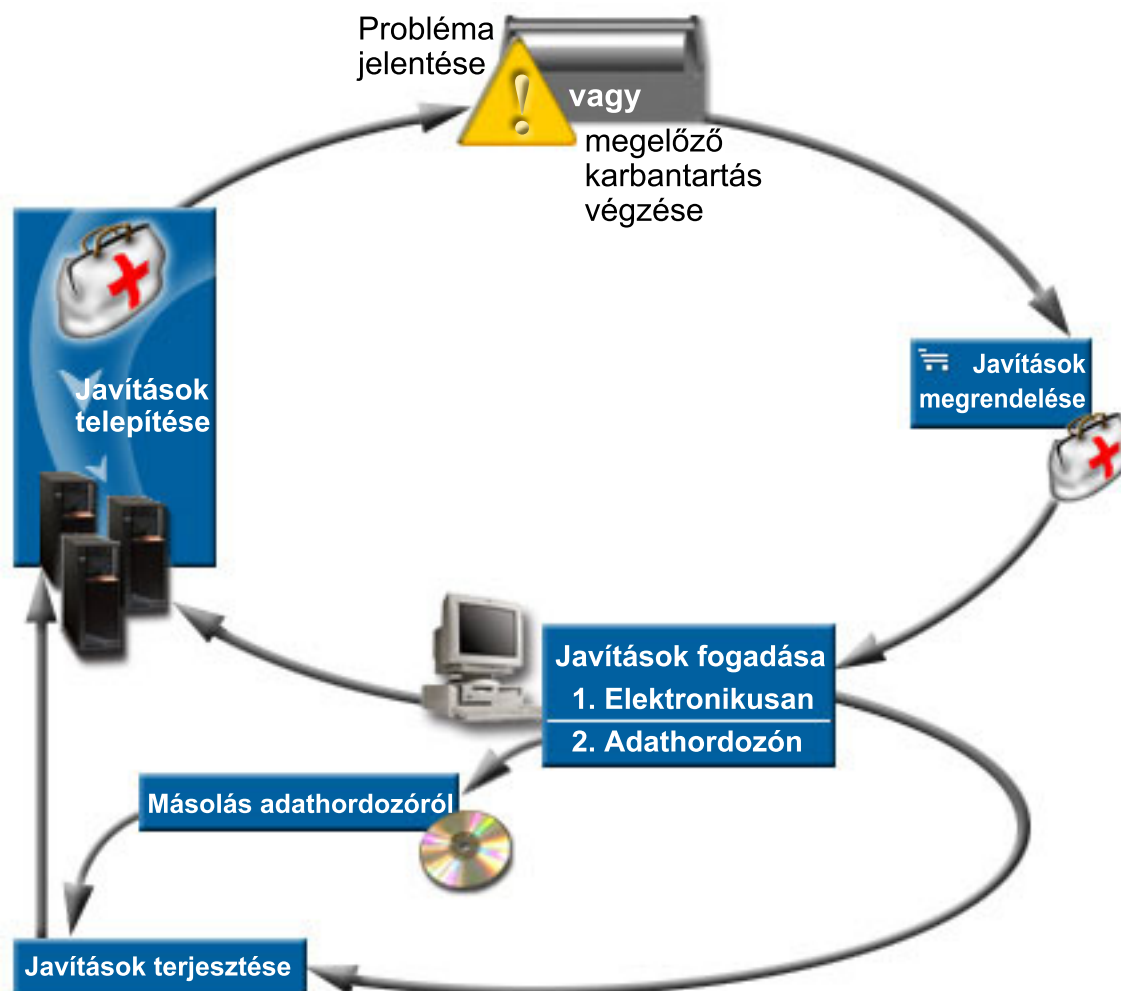 Probléma
jelentése
vagy
megelőző
karbantartás
végzése
Javítások
megrendelése
Javítások
telepítése
Javítások fogadása
1. Elektronikusan
2. Adathordozón
Másolás adathordozóról
Javítások terjesztése